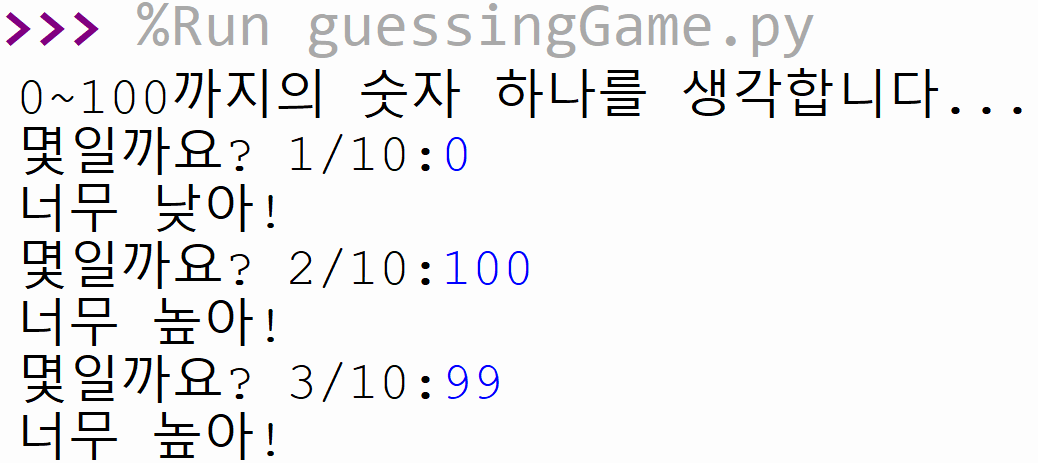 >>> %Run guessingGame.py
0~100까지의 숫자 하나를 생각합니다...
몇일까요? 1/10:0
너무 낮아!
몇일까요? 2/10:100
너무 높아!
몇일까요? 3/10:99
너무 높아!